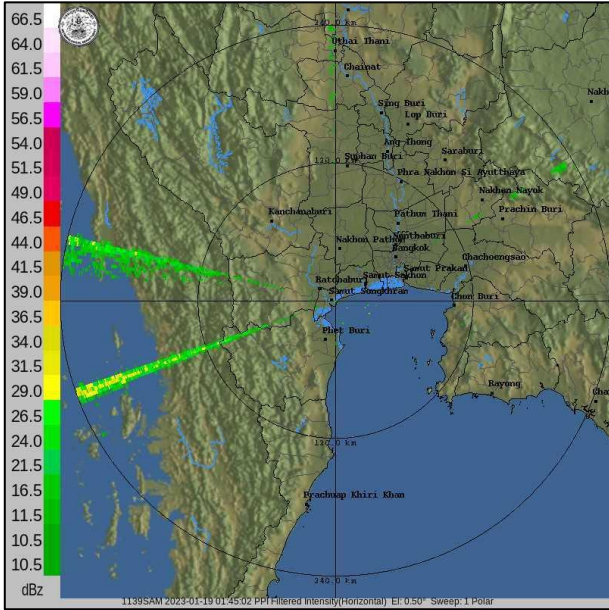 66.5
64.0
61.5
59.0
56.5
54.0
51.5
49.0
46.5
44.0
41.5
39.0
36.5
34.0
31.5
29.0
26.5
24.0
21.5
16.5
11.5
10.5
10.5
dBz
240.0 km
Uthai Thani
Chainat
Nakh
Sing Buri
Lop Buri
Ang Thong
Saraburi
120.0 km
Suphan Buri
Phra Nakhon Si Ayutthaya
Nakhon Nayok
Prachin Buri
Kanchanaburi
Pathum Thani
Nonthaburi
Nakhon Pathom
Bangkok
Chachoengsao
Samut Prakan
Ratchaburi
Samut Sakhon
Samut Songkhram
Chon Buri
Phet Buri
Rayong
Cha
120.0 km
Prachuap Khiri Khan
240.0 km
1139SAM 2023-01-19 01:45:02 PPI Filtered Intensity(Horizontal) El: 0.50° Sweep: 1 Polar